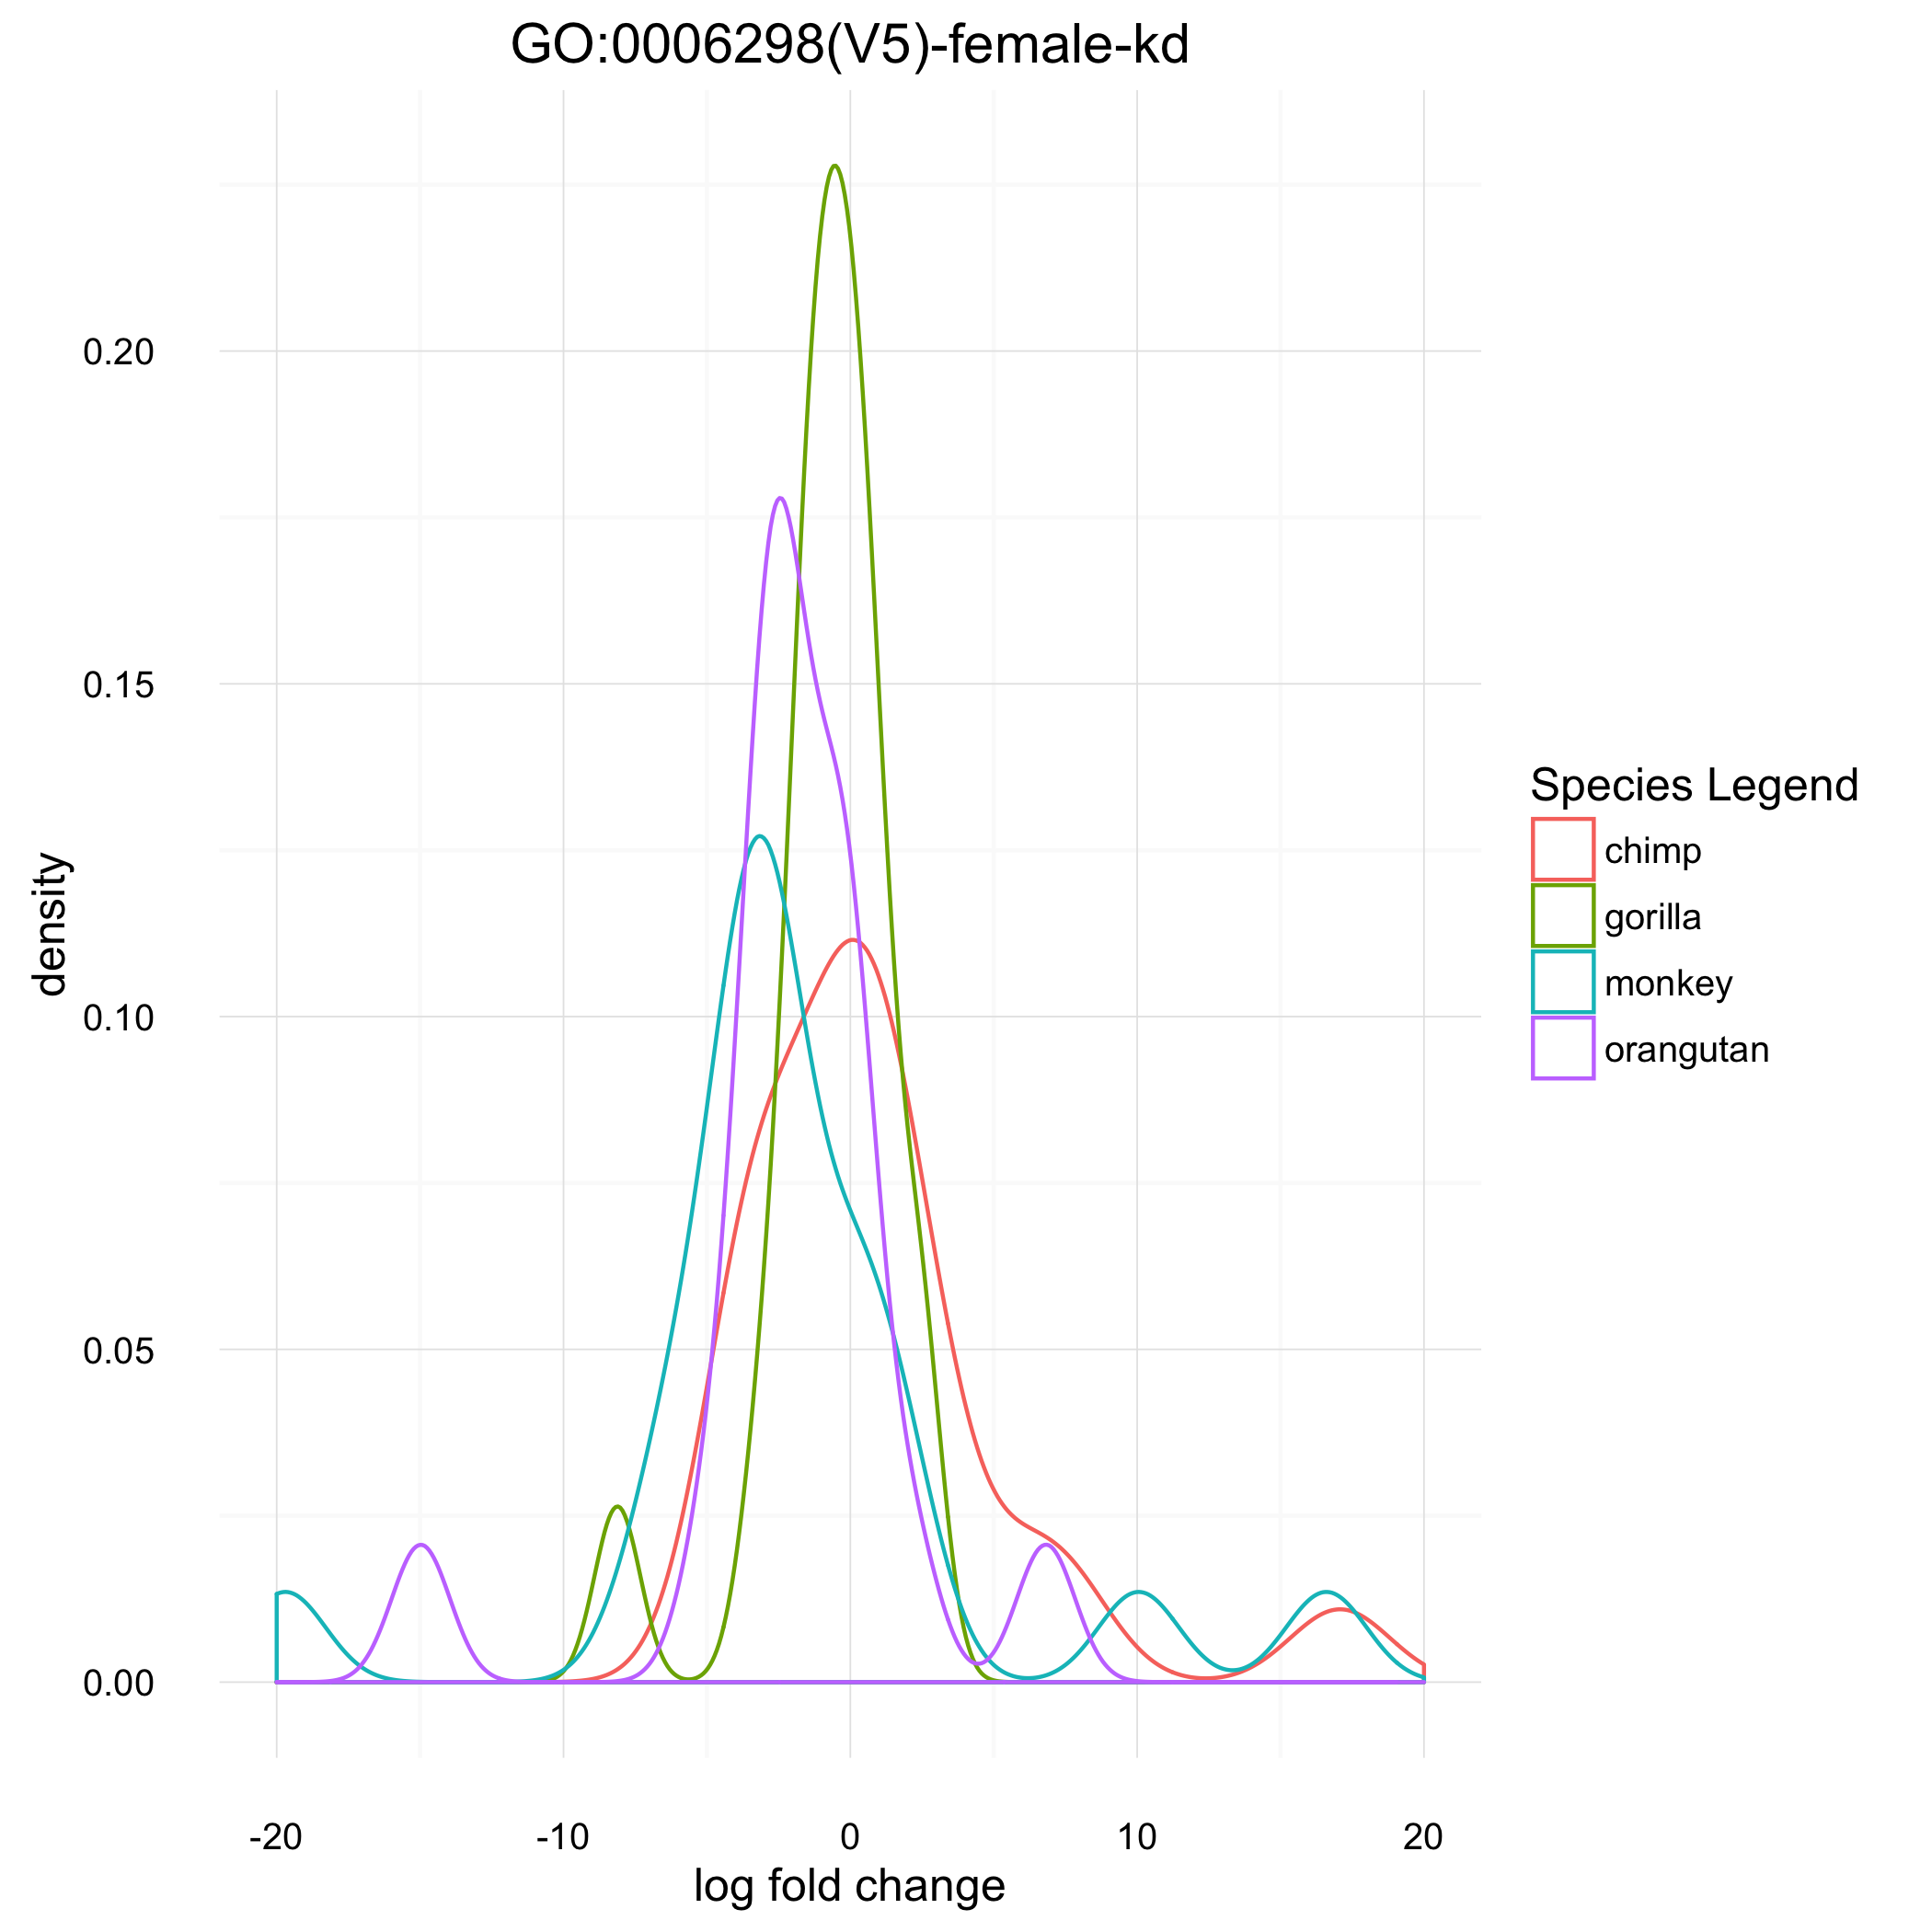 GO:0006298(V5)-female-kd
0.20
0.15
0.10
0.05
0.00
density
-20 -10 0 10 20
log fold change
Species Legend
chimp
gorilla
monkey
orangutan